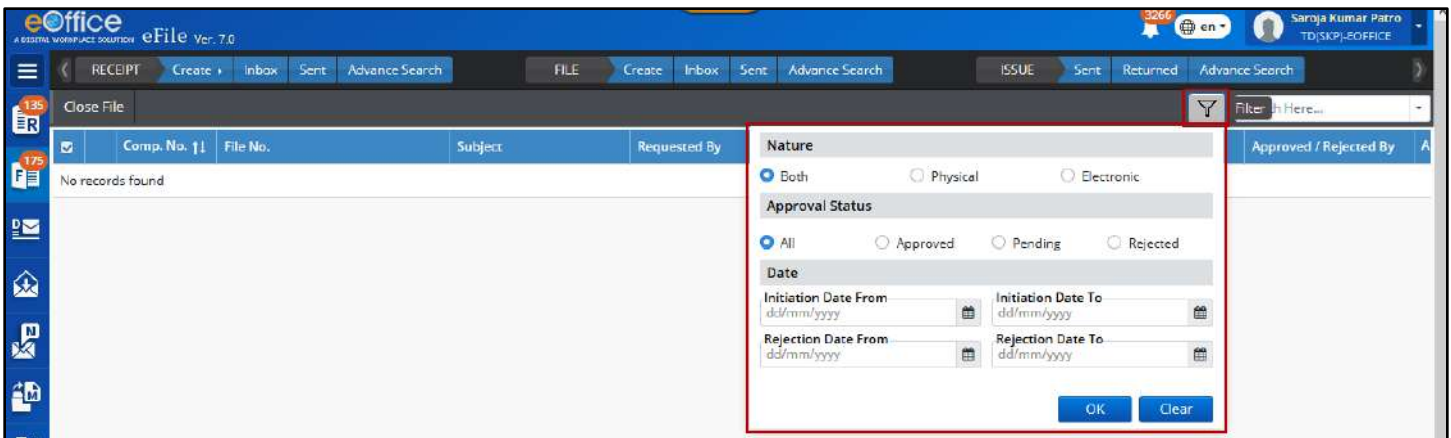 3266
eOffice
A DIGITAL WORKPLACE SOLUTION
eFile Ver. 7.0
en
Saroja Kumar Patro
TD(SKP)-EOFFICE
RECEIPT Create Inbox Sent Advance Search FILE Create Inbox Sent Advance Search ISSUE Sent Returned Advance Search
135
R
Close File
Filter h Here...
Comp. No. File No. Subject Requested By Approved / Rejected By A
175
F
No records found
Nature
Both Physical Electronic
Approval Status
D
All Approved Pending Rejected
Date
Initiation Date From Initiation Date To
dd/mm/yyyy dd/mm/yyyy
N
Rejection Date From Rejection Date To
dd/mm/yyyy dd/mm/yyyy
M
OK Clear